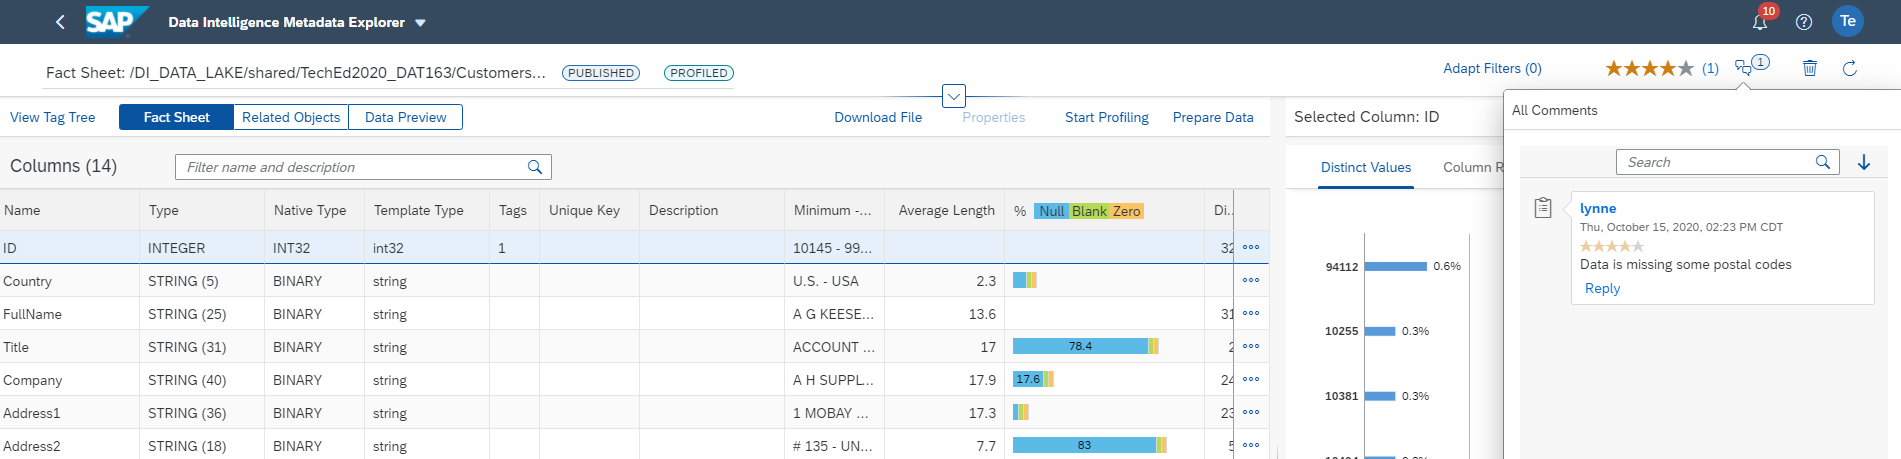 SAP Data Intelligence Metadata Explorer 10 Te
Fact Sheet: /DI_DATA_LAKE/shared/TechEd2020_DAT163/Customers... PUBLISHED PROFILED Adapt Filters (0) (1) 1
View Tag Tree Fact Sheet Related Objects Data Preview Download File Properties Start Profiling Prepare Data Selected Column: ID
All Comments
Columns (14) Filter name and description
Distinct Values Column R
Search
Name Type Native Type Template Type Tags Unique Key Description Minimum -... Average Length % Null Blank Zero Di...
ID INTEGER INT32 int32 1 10145 - 99... 32
Country STRING (5) BINARY string U.S. - USA 2.3
FullName STRING (25) BINARY string A G KEESE... 13.6 31
Title STRING (31) BINARY string ACCOUNT ... 17 78.4
Company STRING (40) BINARY string A H SUPPL... 17.9 17.6 24
Address1 STRING (36) BINARY string 1 MOBAY ... 17.3 23
Address2 STRING (18) BINARY string # 135 - UN... 7.7 83
94112 0.6%
10255 0.3%
10381 0.3%
lynne
Thu, October 15, 2020, 02:23 PM CDT
Data is missing some postal codes
Reply